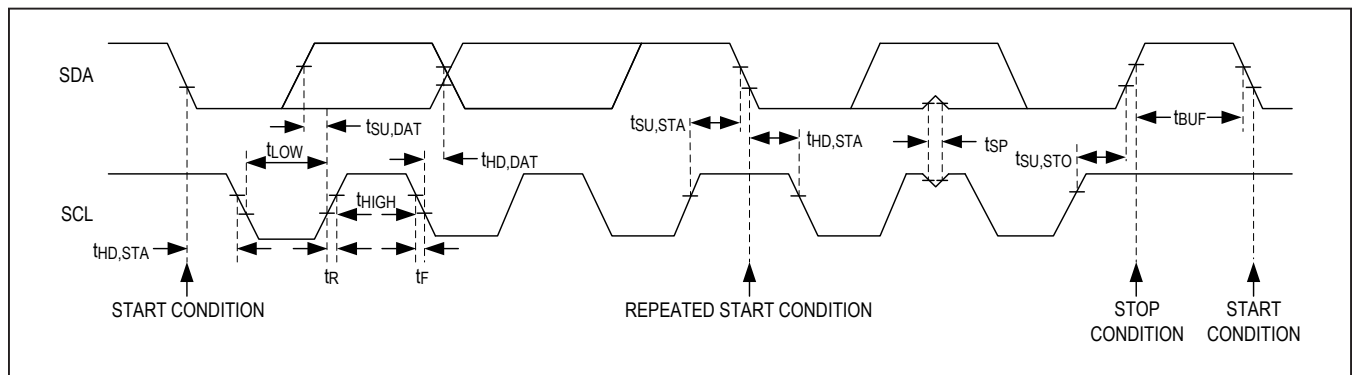 SDA
tSU,DAT
tLOW
tHD,DAT
tSU,STA
tHD,STA
tSP
tBUF
tSU,STO
SCL
tHIGH
tHD,STA
tR
tF
START CONDITION
REPEATED START CONDITION
STOP
CONDITION
START
CONDITION